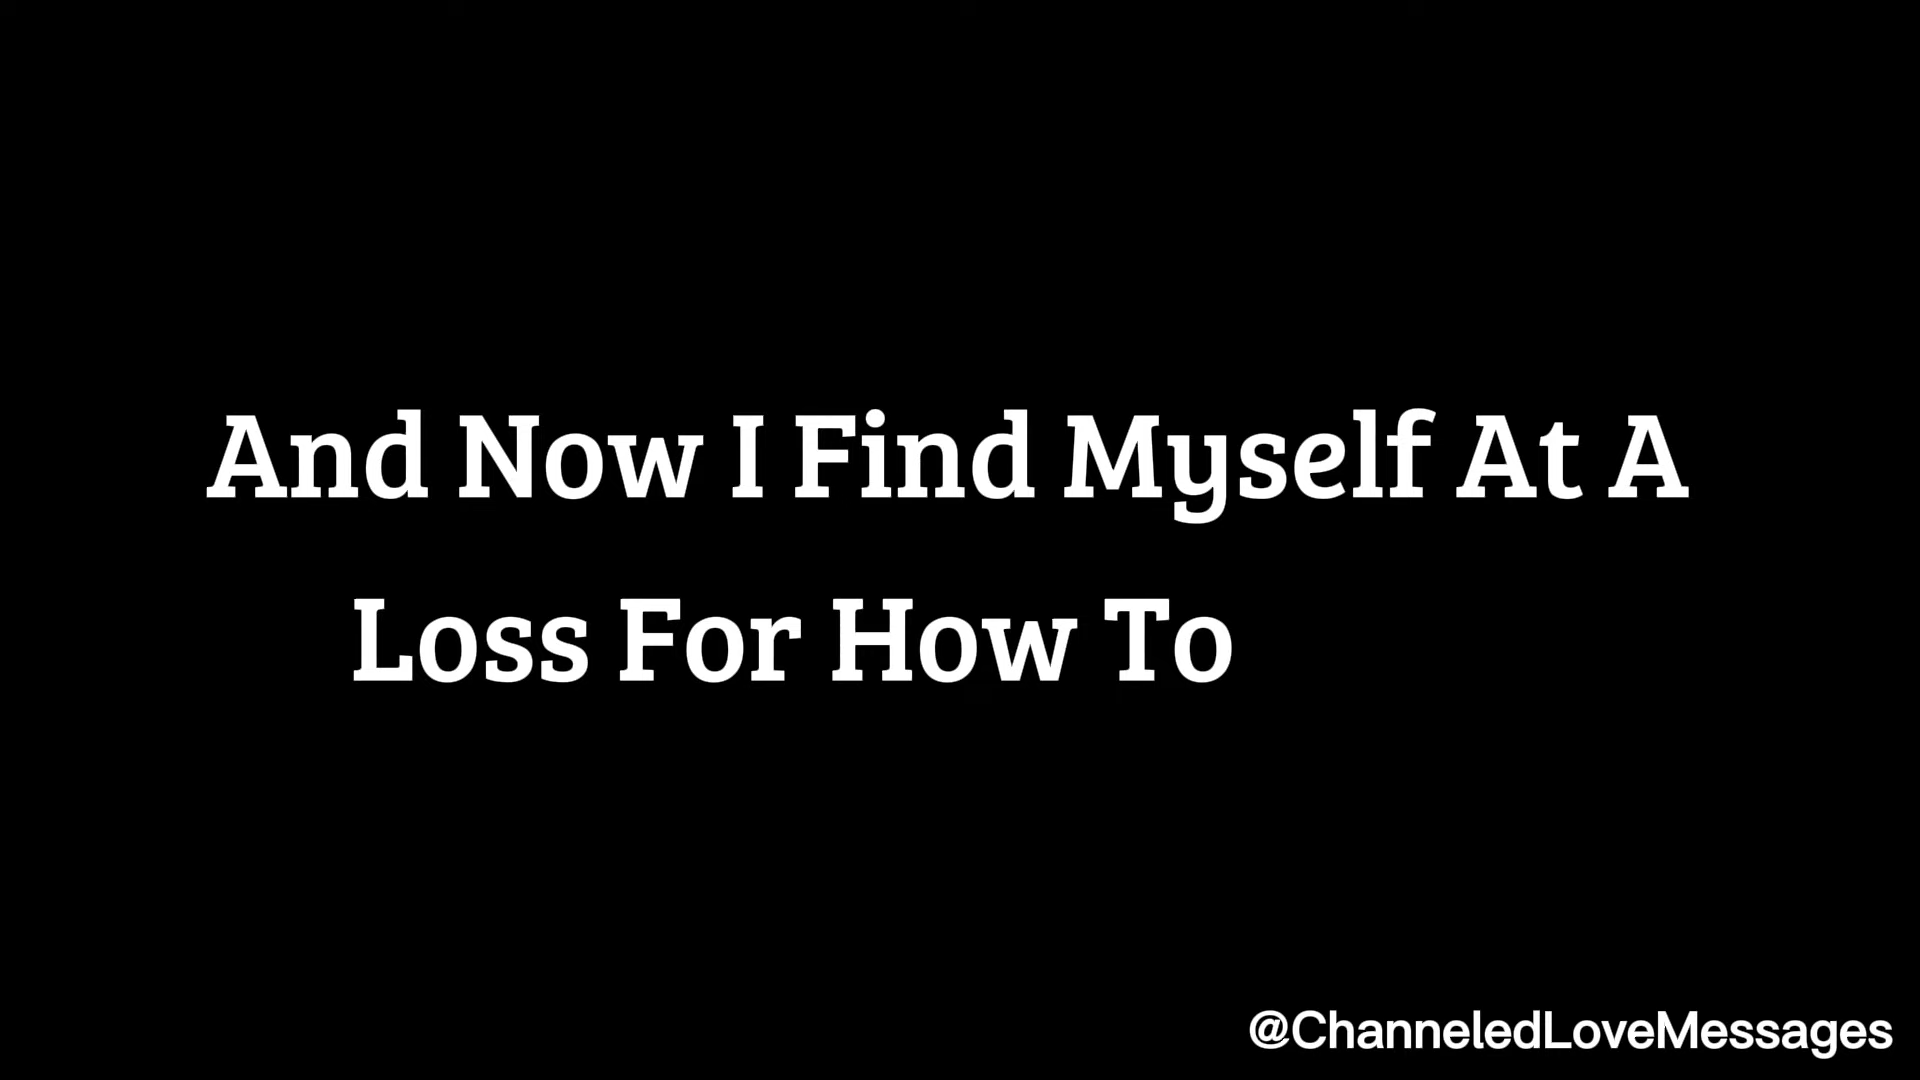 And Now I Find Myself At A
Loss For How To
@ChanneledLoveMessages